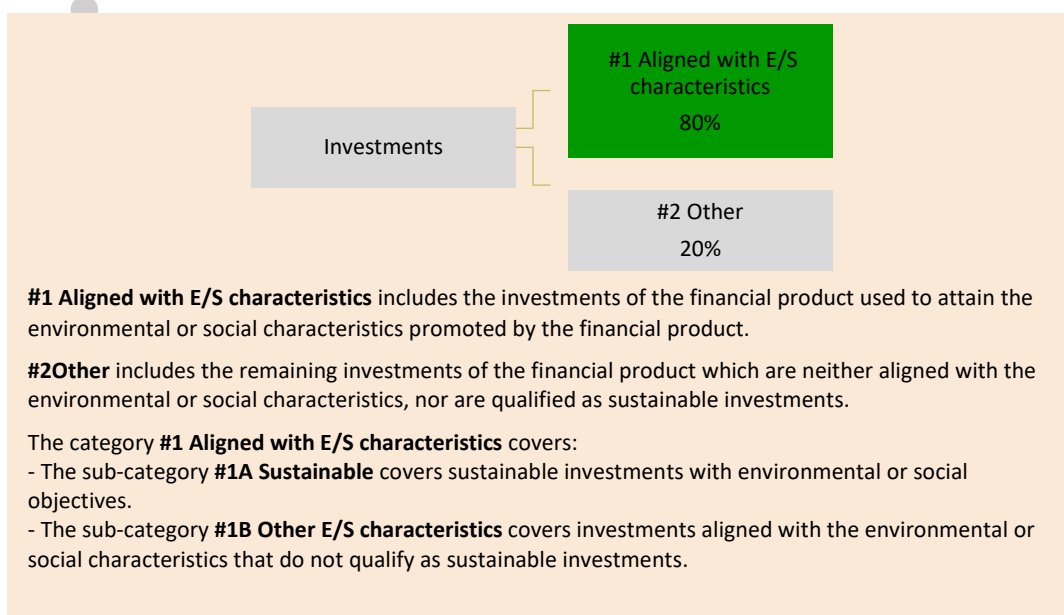 #1 Aligned with E/S
characteristics
80%
Investments
#2 Other
20%
#1 Aligned with E/S characteristics includes the investments of the financial product used to attain the
environmental or social characteristics promoted by the financial product.
#2Other includes the remaining investments of the financial product which are neither aligned with the
environmental or social characteristics, nor are qualified as sustainable investments.
The category #1 Aligned with E/S characteristics covers:
- The sub-category #1A Sustainable covers sustainable investments with environmental or social
objectives.
- The sub-category #1B Other E/S characteristics covers investments aligned with the environmental or
social characteristics that do not qualify as sustainable investments.